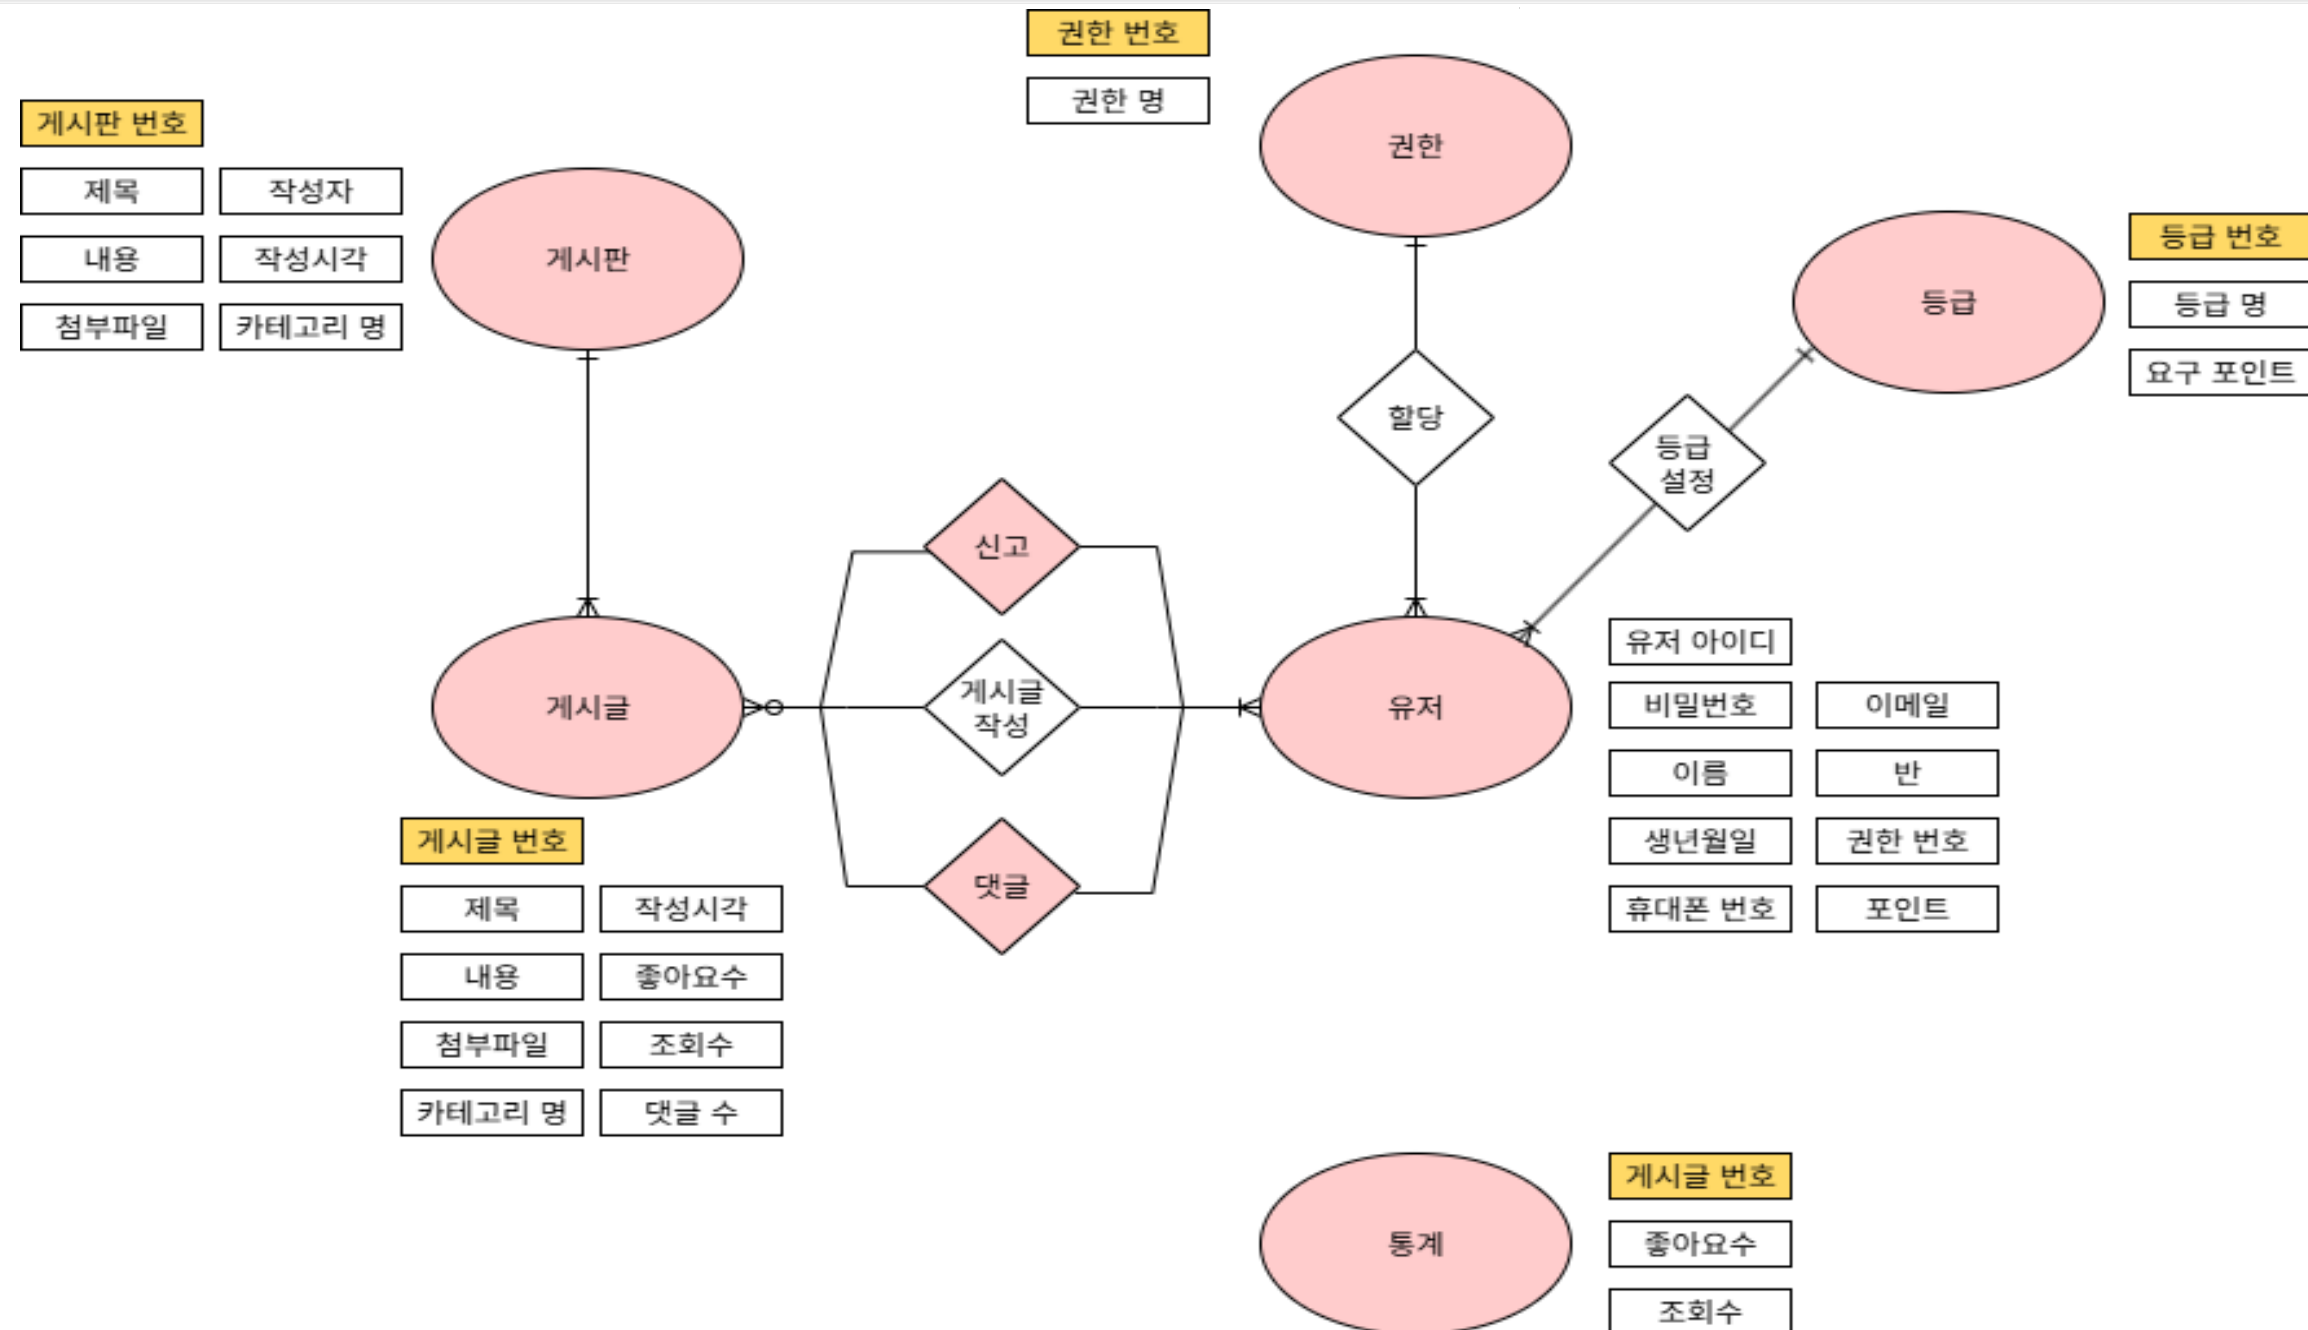 권한 번호
권한 명
권한
게시판 번호
제목
작성자
내용
작성시각
첨부파일
카테고리 명
게시판
등급
등급 번호
등급 명
요구 포인트
할당
등급
설정
신고
게시글
게시글
작성
유저
댓글
유저 아이디
비밀번호
이메일
이름
반
생년월일
권한 번호
휴대폰 번호
포인트
게시글 번호
제목
작성시각
내용
좋아요수
첨부파일
조회수
카테고리 명
댓글 수
통계
게시글 번호
좋아요수
조회수